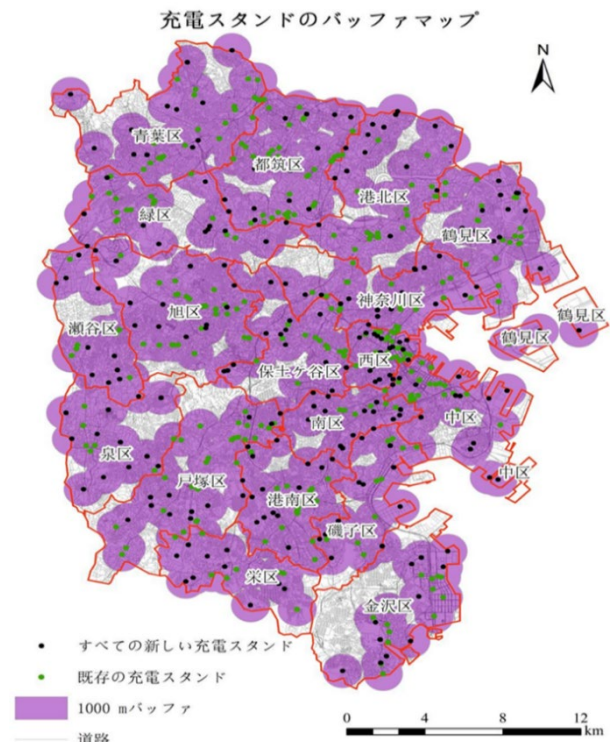 充電スタンドのバッファマップ
N
青葉区
都筑区
港北区
緑区
鶴見区
神奈川区
旭区
鶴見区
瀬谷区
鶴見区
西区
保土ヶ谷区
南区
中区
泉区
戸塚区
中区
港南区
磯子区
栄区
金沢区
すべての新しい充電スタンド
既存の充電スタンド
1000 mバッファ
道路
0 4 8 12
km